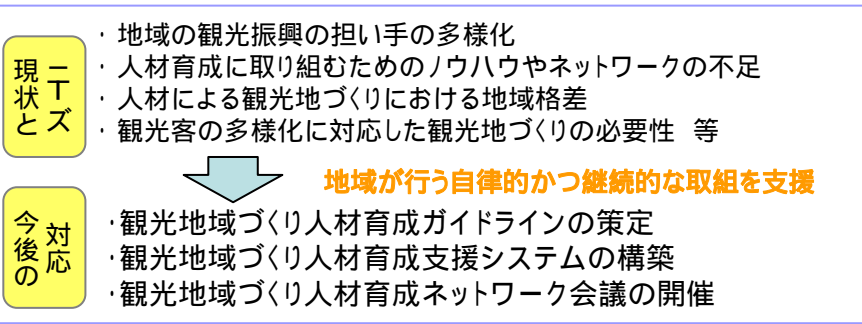 現状と
ニーズ
・地域の観光振興の担い手の多様化
・人材育成に取り組むためのノウハウやネットワークの不足
・人材による観光地づくりにおける地域格差
・観光客の多様化に対応した観光地づくりの必要性 等
地域が行う自律的かつ継続的な取組を支援
今後の
対応
・観光地域づくり人材育成ガイドラインの策定
・観光地域づくり人材育成支援システムの構築
・観光地域づくり人材育成ネットワーク会議の開催